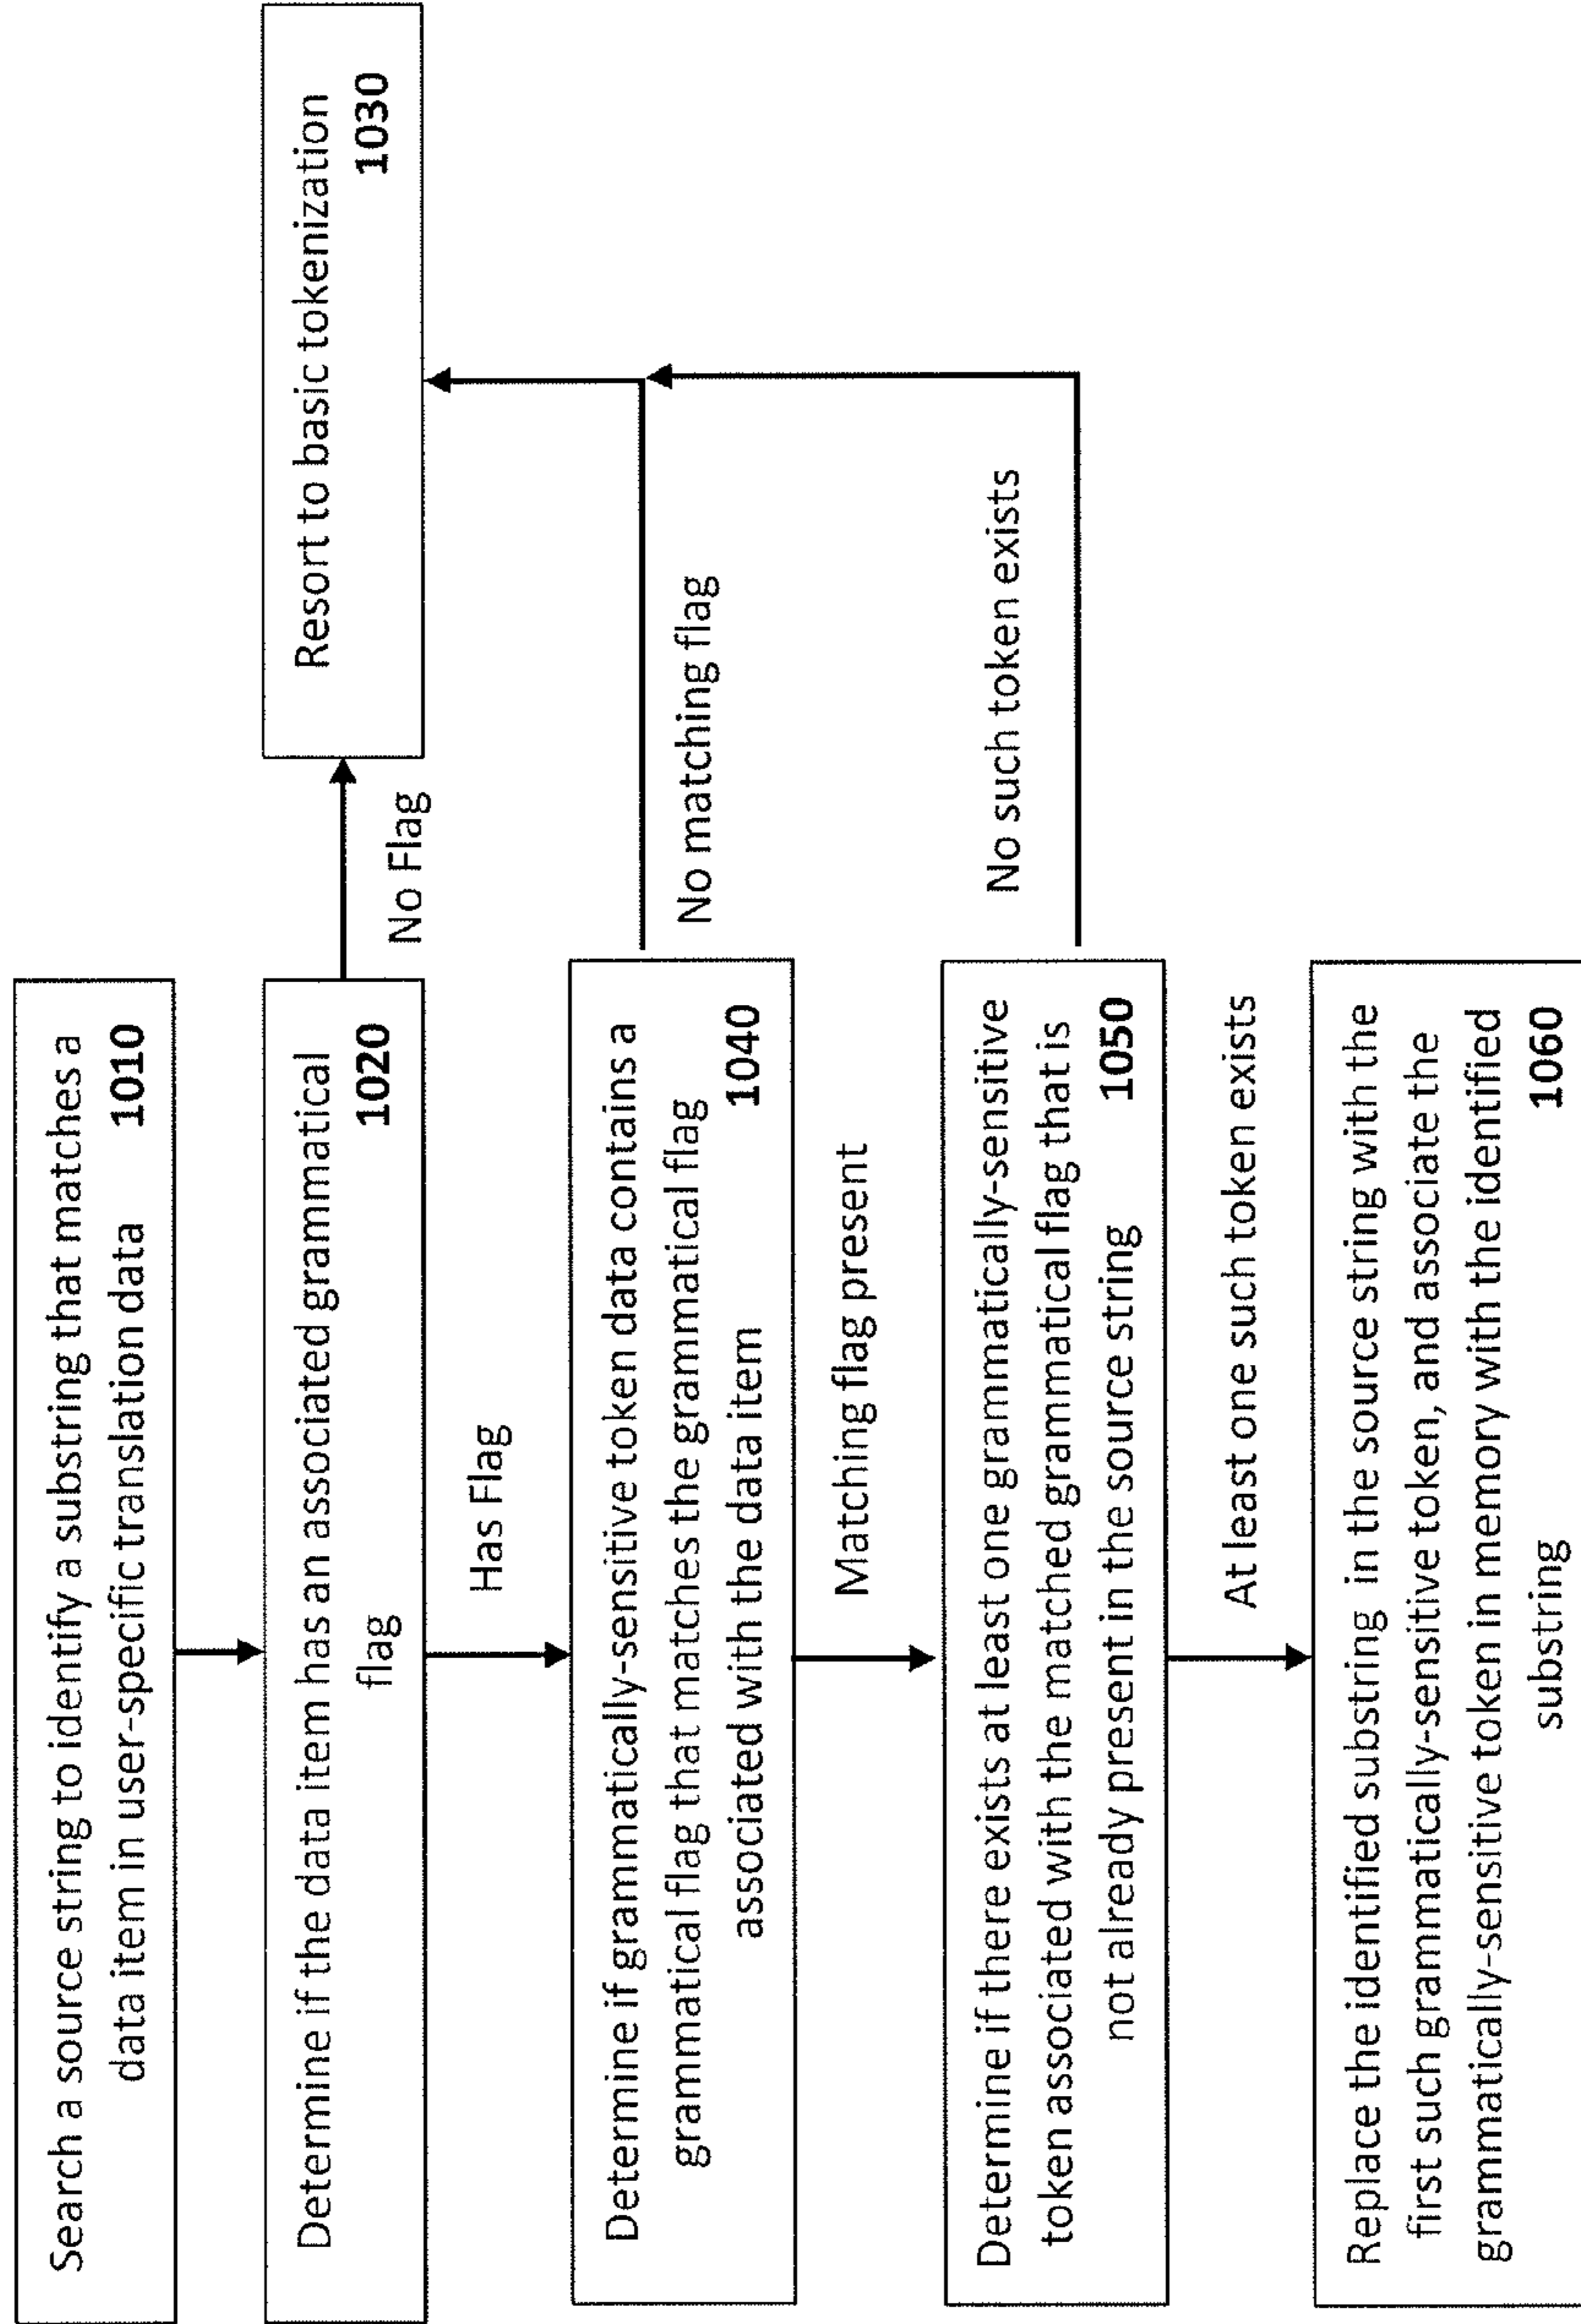 Search a source string to identify a substring that matches a
data item in user-specific translation data 1010
Determine if the data item has an associated grammatical
flag 1020
No Flag
Resort to basic tokenization
1030
Has Flag
Determine if grammatically-sensitive token data contains a
grammatical flag that matches the grammatical flag
associated with the data item 1040
No matching flag
Matching flag present
Determine if there exists at least one grammatically-sensitive
token associated with the matched grammatical flag that is
not already present in the source string 1050
No such token exists
At least one such token exists
Replace the identified substring in the source string with the
first such grammatically-sensitive token, and associate the
grammatically-sensitive token in memory with the identified
substring 1060